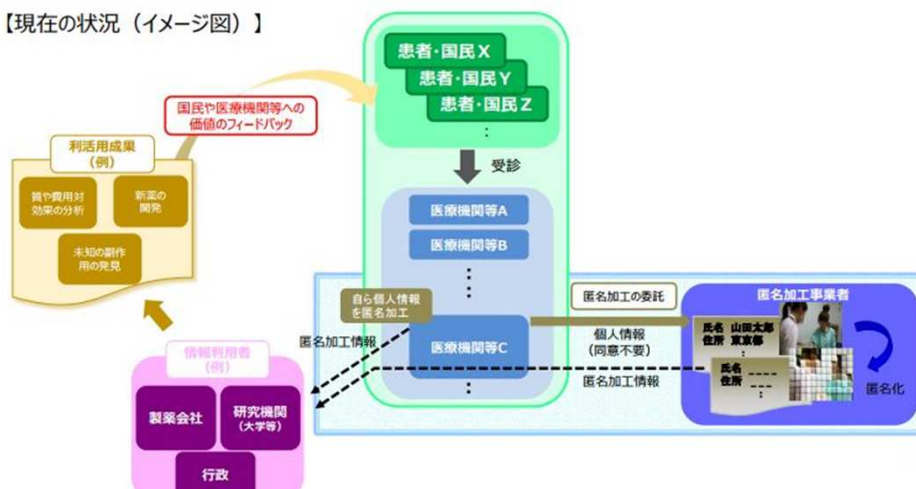 【現在の状況（イメージ図）】
患者・国民X
患者・国民Y
患者・国民Z
：
受診
国民や医療機関等への
価値のフィードバック
利活用成果
（例）
質や費用対
効果の分析
新薬の
開発
未知の副作
用の発見
医療機関等A
医療機関等B
自ら個人情報
を匿名加工
医療機関等C
匿名加工情報
匿名加工の委託
個人情報
（同意不要）
匿名加工情報
匿名加工事業者
氏名 山田太郎
住所 東京都
：
氏名 ----
住所 ---
：
匿名化
情報利用者
（例）
製薬会社
研究機関
（大学等）
行政